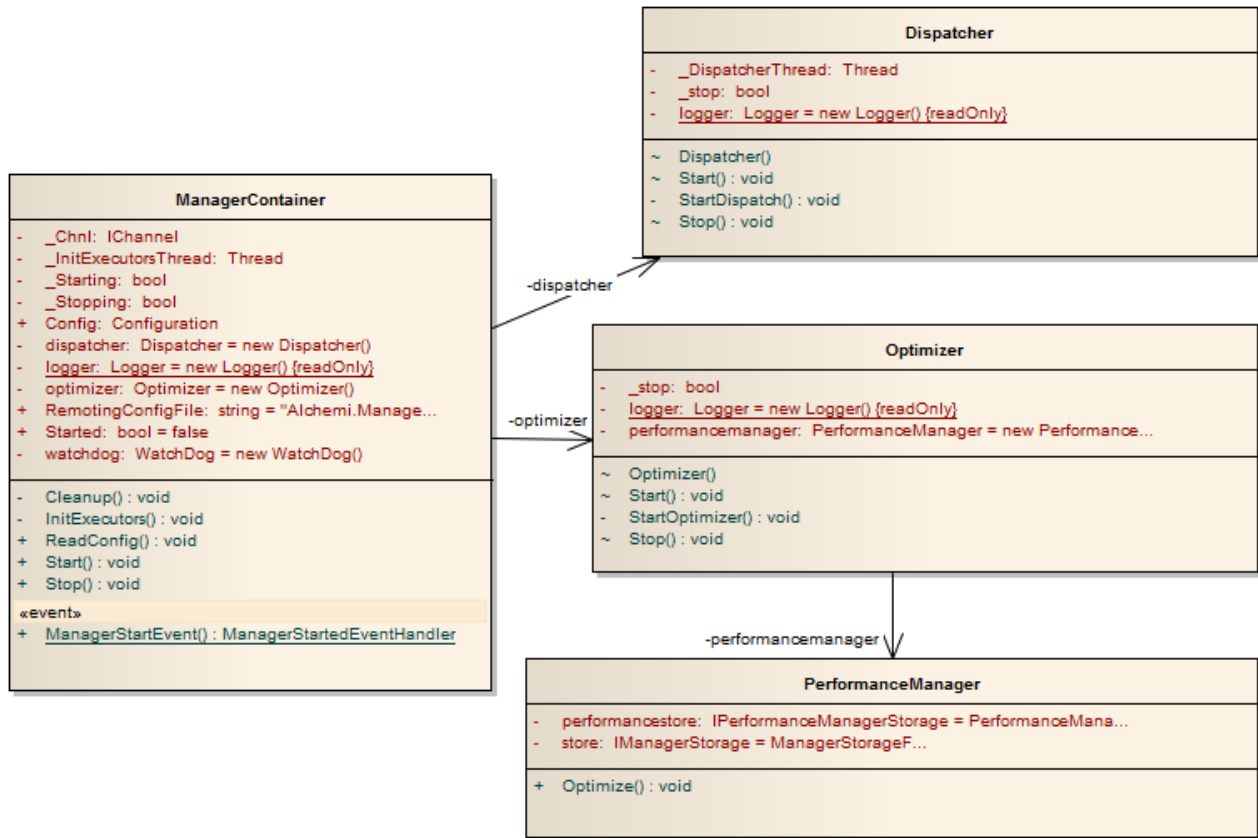 Dispatcher
- _DispatcherThread: Thread
- _stop: bool
- logger: Logger = new Logger() {readOnly}
~ Dispatcher()
~ Start() : void
- StartDispatch() : void
~ Stop() : void
ManagerContainer
- _Chnl: IChannel
- _InitExecutorsThread: Thread
- _Starting: bool
- _Stopping: bool
+ Config: Configuration
- dispatcher: Dispatcher = new Dispatcher()
- logger: Logger = new Logger() {readOnly}
- optimizer: Optimizer = new Optimizer()
+ RemotingConfigFile: string = "Alchemi.Manage...
+ Started: bool = false
- watchdog: WatchDog = new WatchDog()
- Cleanup() : void
- InitExecutors() : void
+ ReadConfig() : void
+ Start() : void
+ Stop() : void
«event»
+ ManagerStartEvent() : ManagerStartedEventHandler
-dispatcher
-optimizer
Optimizer
- _stop: bool
- logger: Logger = new Logger() {readOnly}
- performancemanager: PerformanceManager = new Performance...
~ Optimizer()
~ Start() : void
- StartOptimizer() : void
~ Stop() : void
-performancemanager
PerformanceManager
- performancestore: IPerformanceManagerStorage = PerformanceMana...
- store: IManagerStorage = ManagerStorageF...
+ Optimize() : void